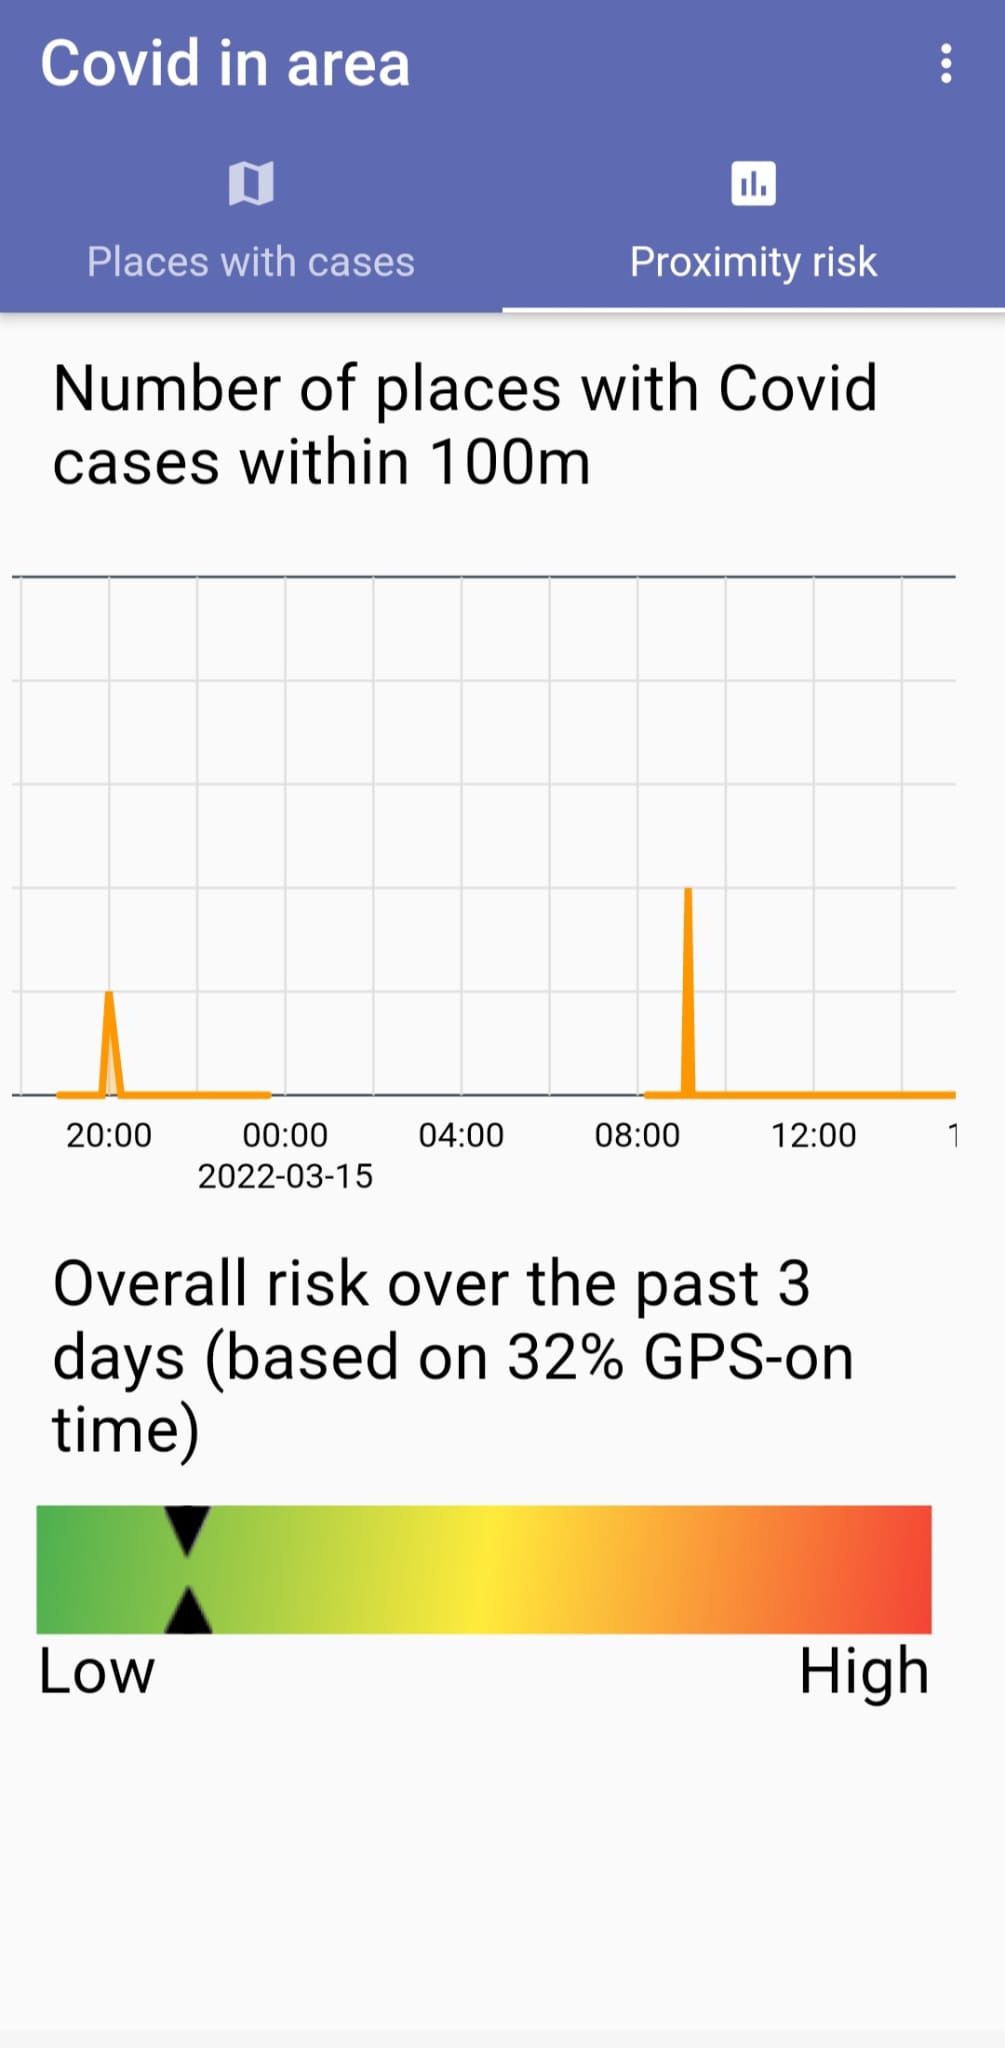 Covid in area
Places with cases
Proximity risk
Number of places with Covid
cases within 100m
20:00
00:00
04:00
08:00
12:00
1
2022-03-15
Overall risk over the past 3
days (based on 32% GPS-on
time)
Low
High